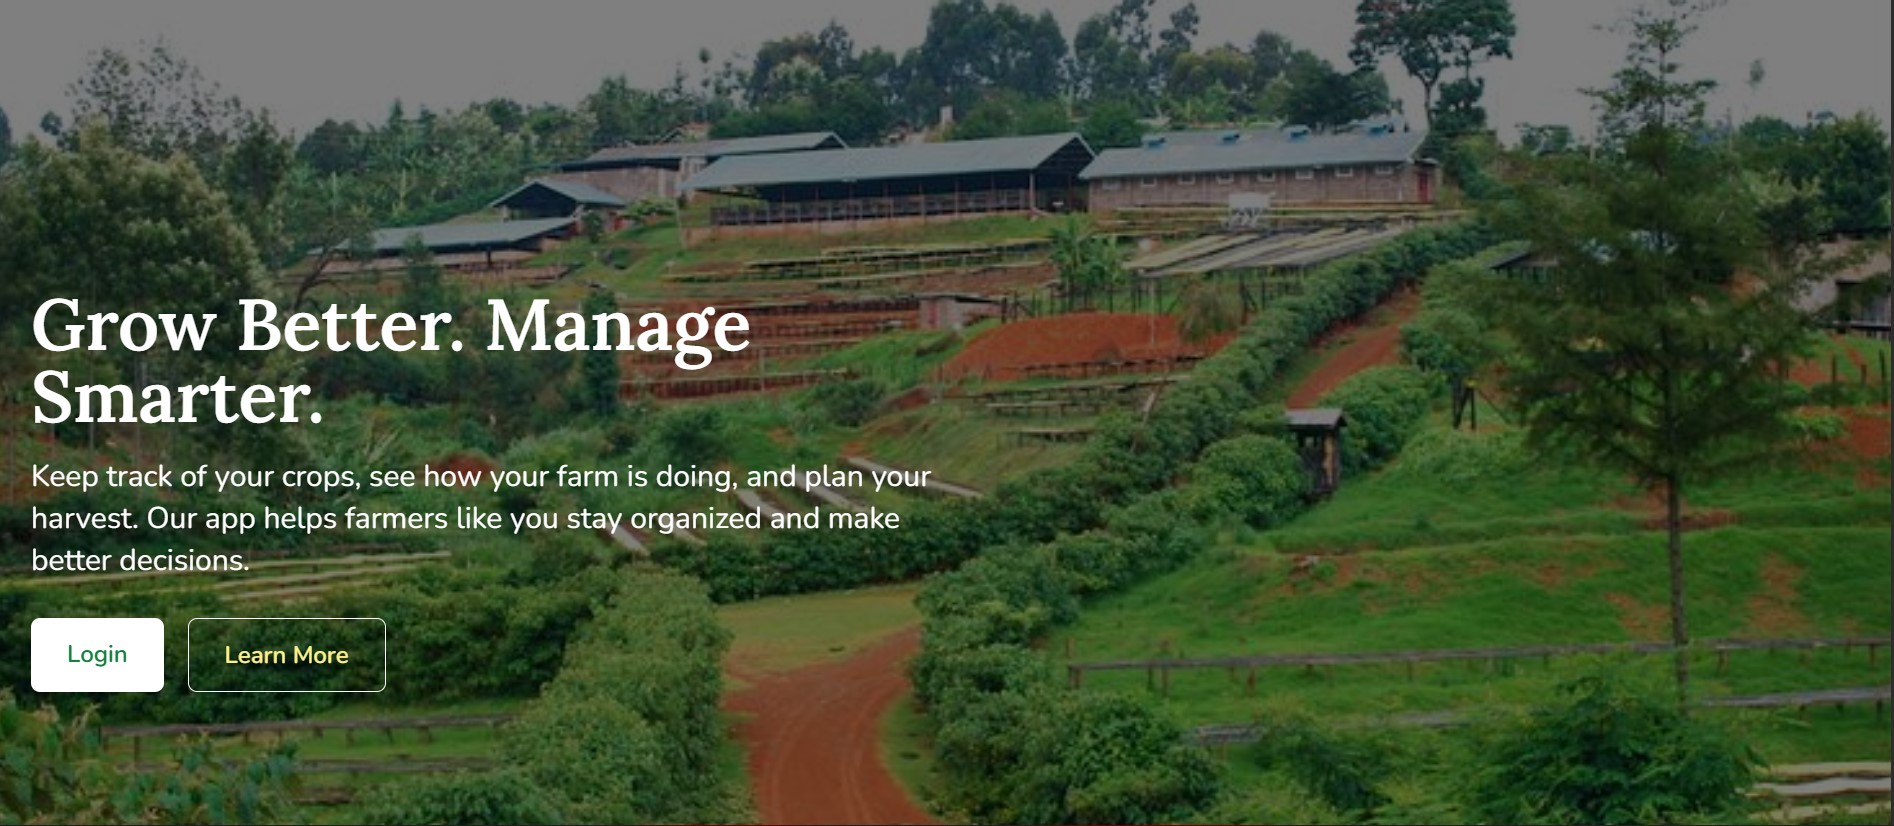 Grow Better. Manage
Smarter.
Keep track of your crops, see how your farm is doing, and plan your
harvest. Our app helps farmers like you stay organized and make
better decisions.
Login
Learn More